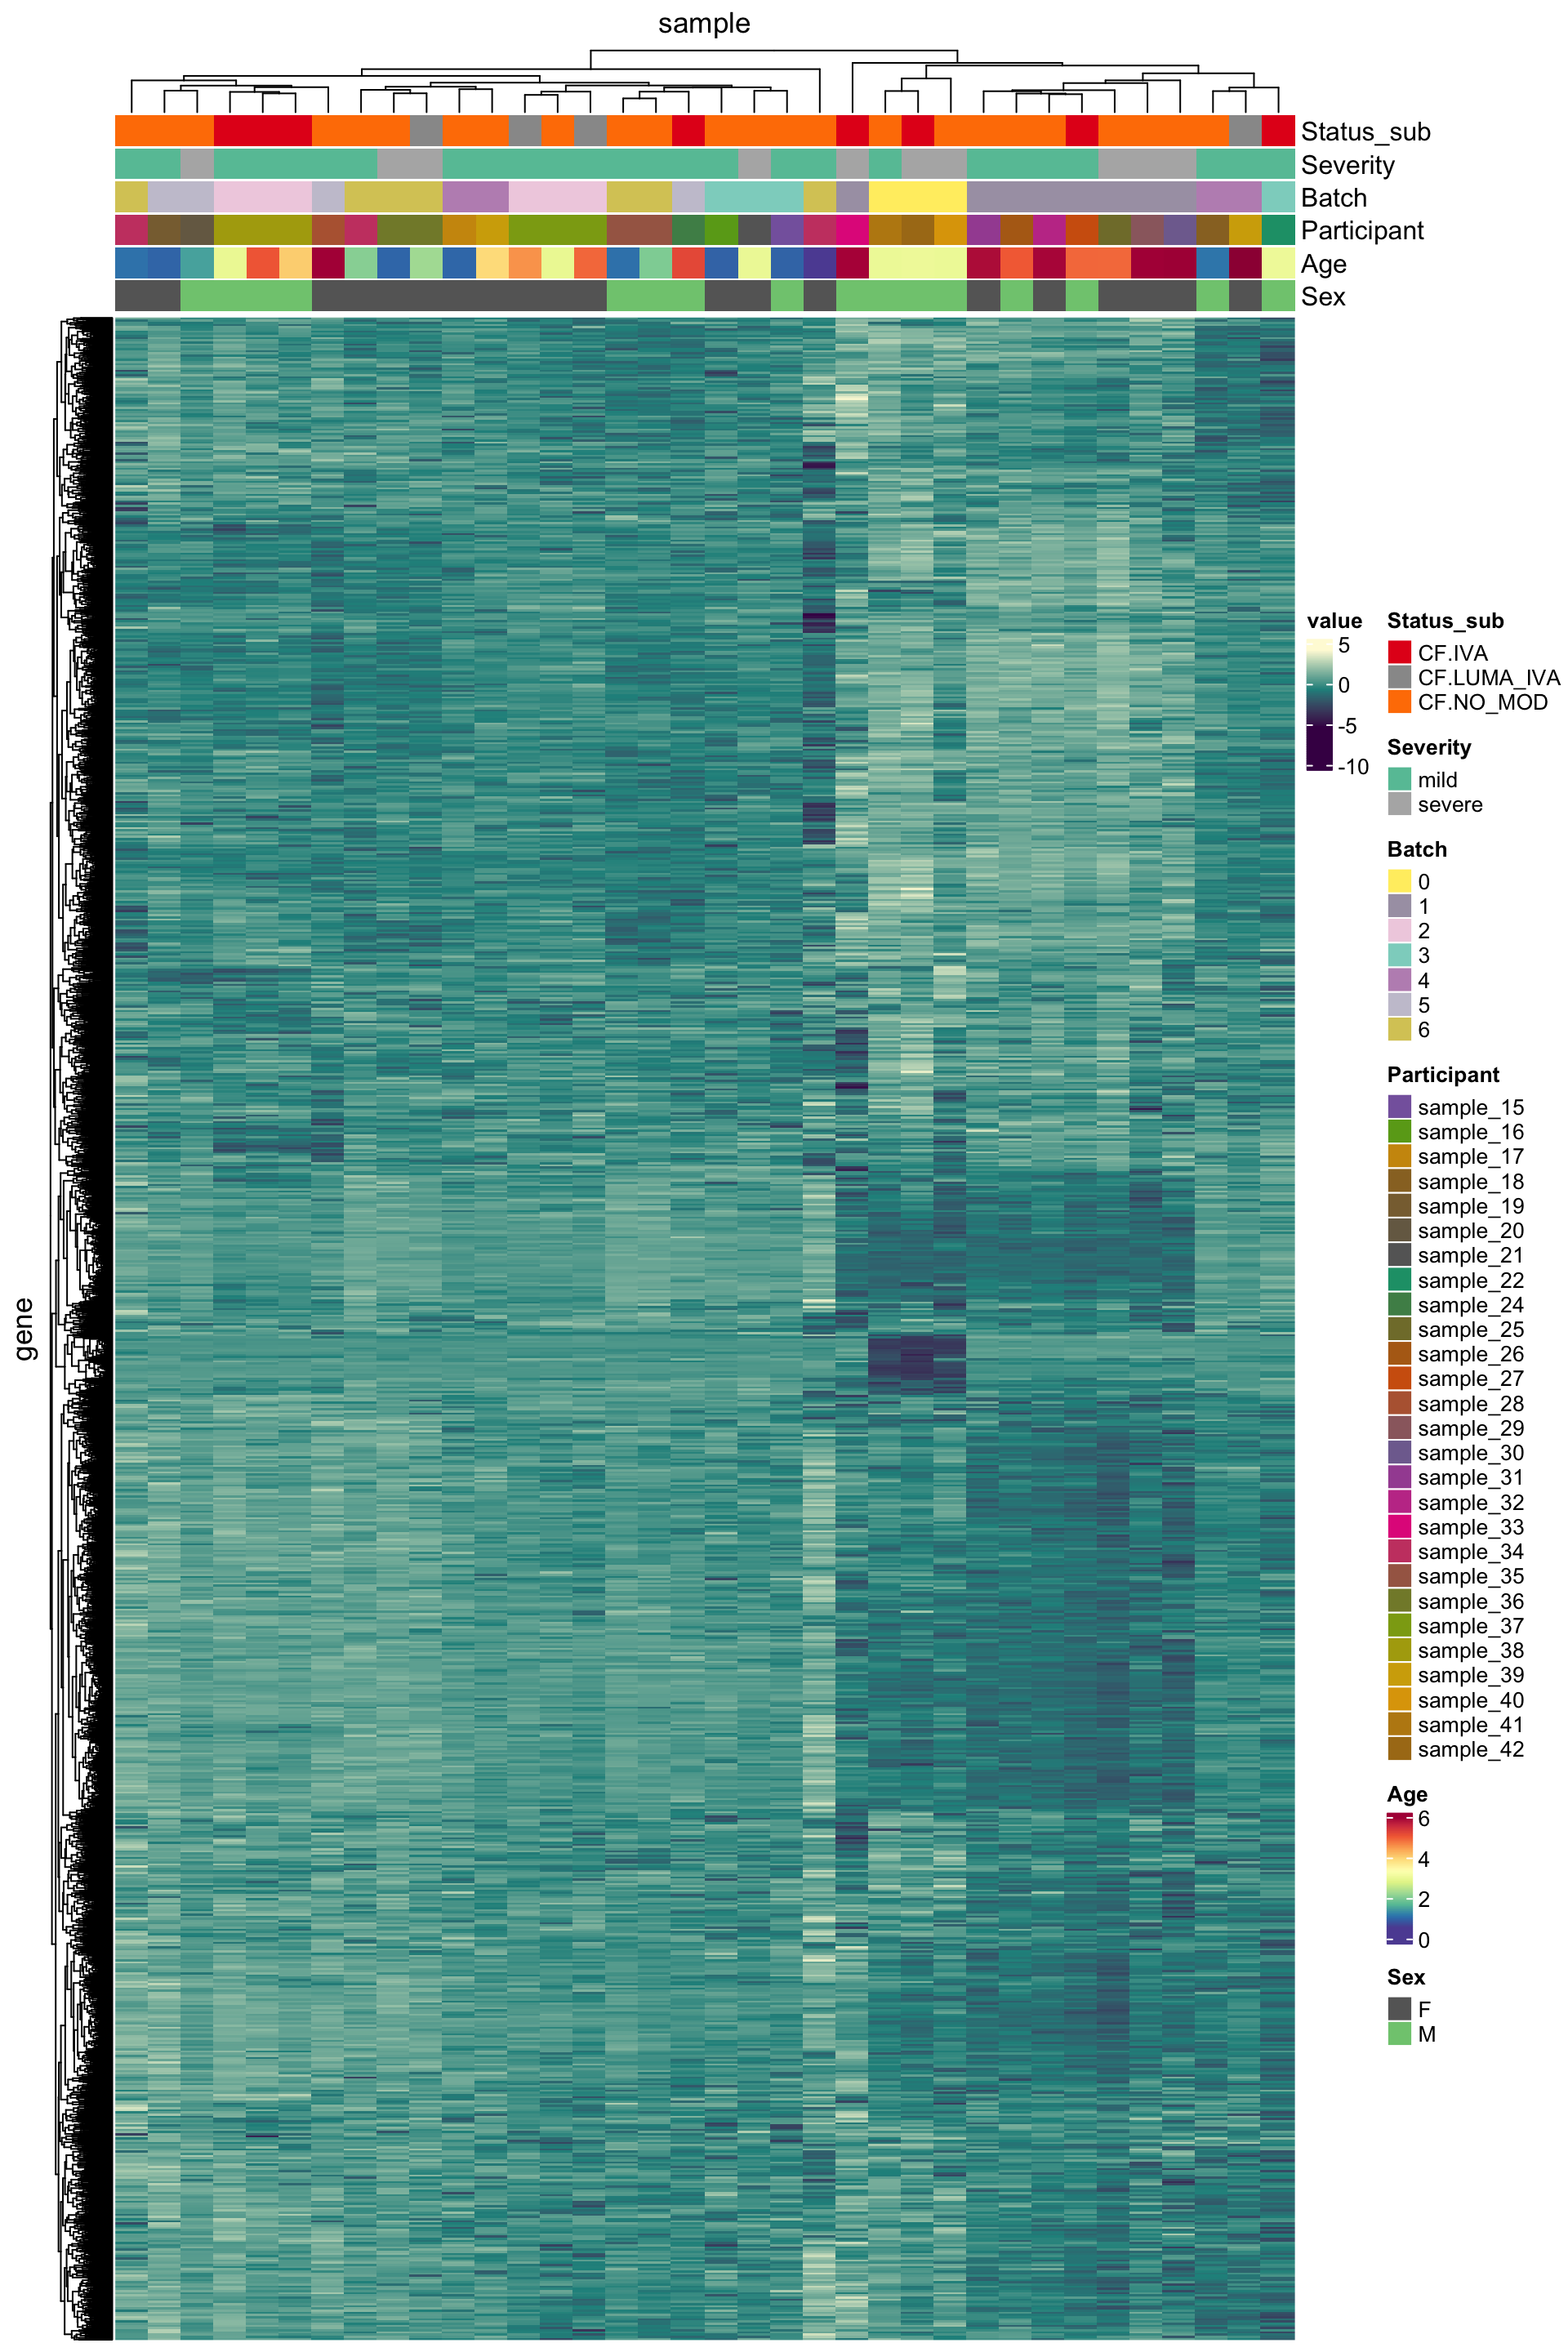 sample
Status_sub
Severity
Batch
Participant
Age
Sex
gene
value
5
0
-5
-10
Status_sub
CF.IVA
CF.LUMA_IVA
CF.NO_MOD
Severity
mild
severe
Batch
0
1
2
3
4
5
6
Participant
sample_15
sample_16
sample_17
sample_18
sample_19
sample_20
sample_21
sample_22
sample_24
sample_25
sample_26
sample_27
sample_28
sample_29
sample_30
sample_31
sample_32
sample_33
sample_34
sample_35
sample_36
sample_37
sample_38
sample_39
sample_40
sample_41
sample_42
Age
6
4
2
0
Sex
F
M